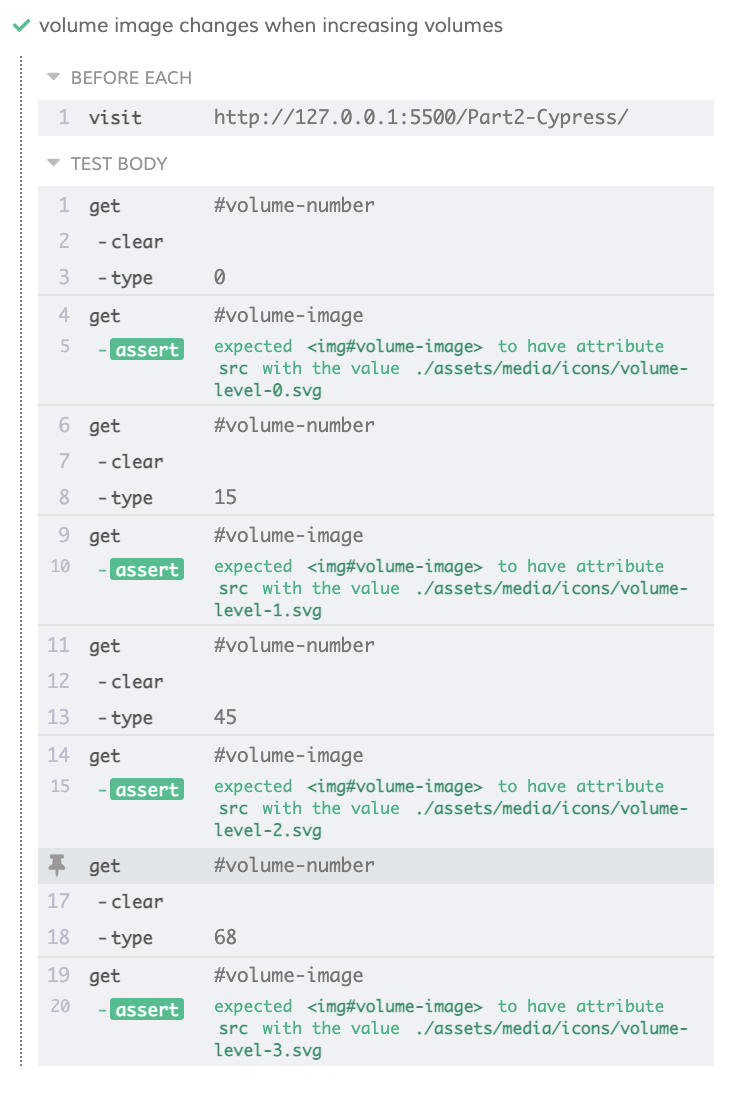 volume image changes when increasing volumes
BEFORE EACH
1 visit http://127.0.0.1:5500/Part2-Cypress/
TEST BODY
1 get #volume-number
2 -clear
3 -type 0
4 get #volume-image
5 -assert expected <img#volume-image> to have attribute
src with the value ./assets/media/icons/volume-
level-0.svg
6 get #volume-number
7 -clear
8 -type 15
9 get #volume-image
10 -assert expected <img#volume-image> to have attribute
src with the value ./assets/media/icons/volume-
level-1.svg
11 get #volume-number
12 -clear
13 -type 45
14 get #volume-image
15 -assert expected <img#volume-image> to have attribute
src with the value ./assets/media/icons/volume-
level-2.svg
get #volume-number
17 -clear
18 -type 68
19 get #volume-image
20 -assert expected <img#volume-image> to have attribute
src with the value ./assets/media/icons/volume-
level-3.svg